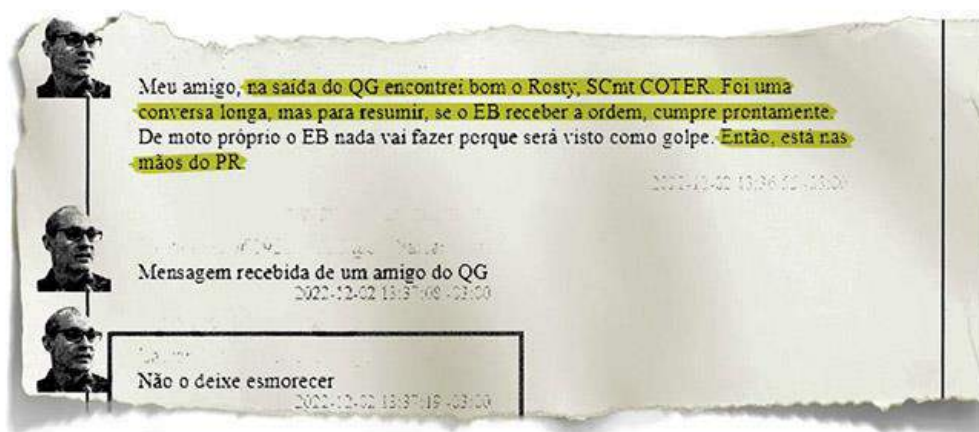 Meu amigo, na saída do QG encontrei bom o Rosty, SCmt COTER. Foi uma
conversa longa, mas para resumir, se o EB receber a ordem, cumpre prontamente.
De moto próprio o EB nada vai fazer porque será visto como golpe. Então, está nas
mãos do PR.
Mensagem recebida de um amigo do QG
2022-12-02 13:37:08 -03:00
Não o deixe esmorecer
2022-12-02 13:37:19 -03:00